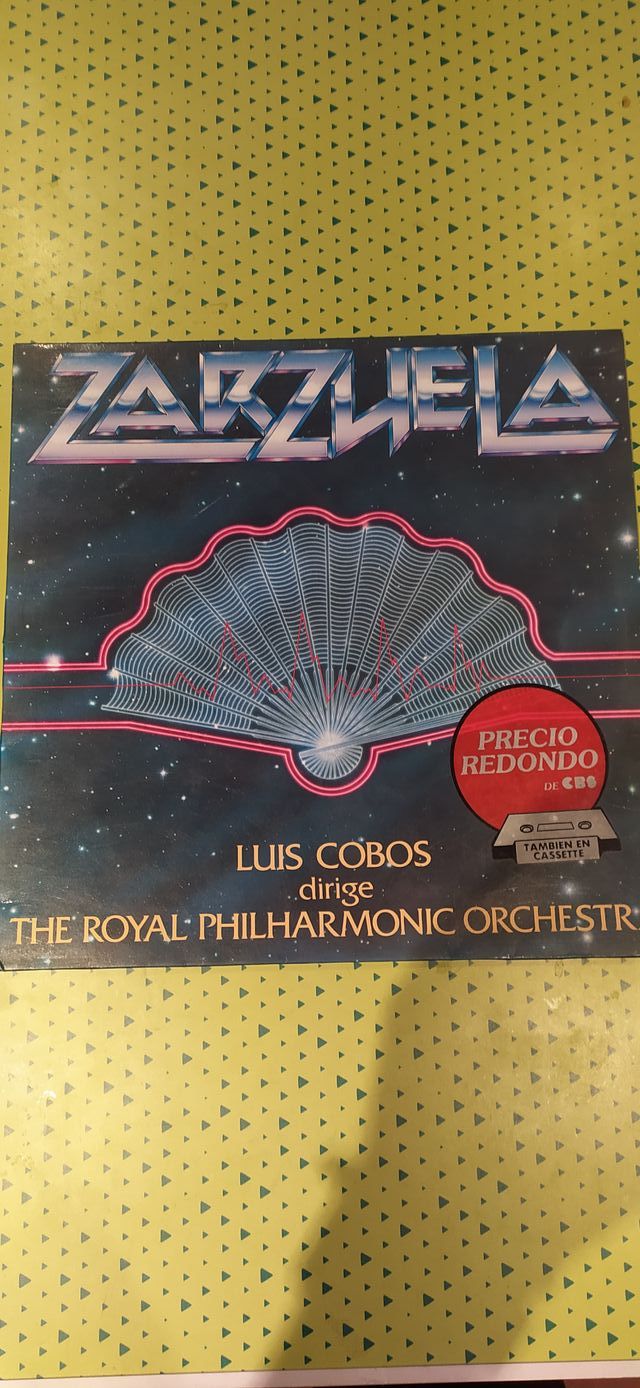 ZARZUELA
PRECIO
REDONDO
DE CBS
TAMBIEN EN
CASSETTE
LUIS COBOS
dirige
THE ROYAL PHILHARMONIC ORCHESTR